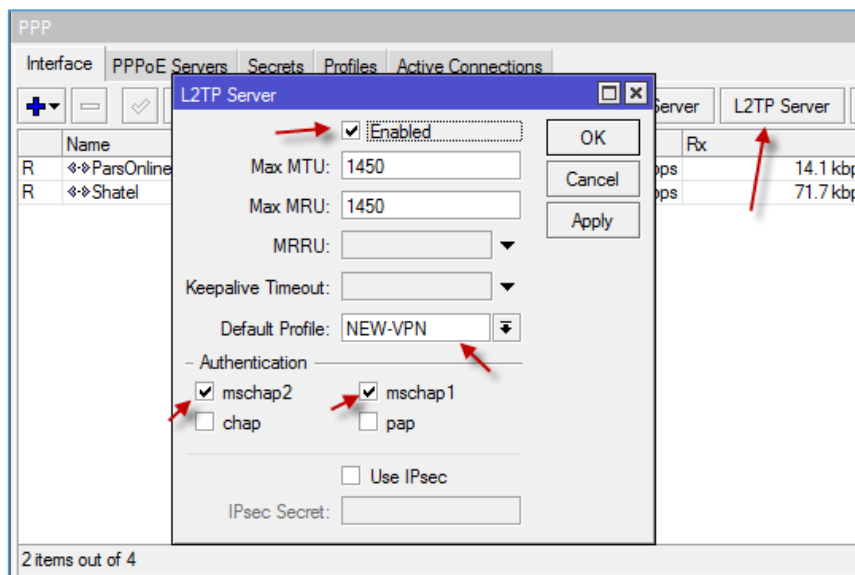 PPP
Interface PPPoE Servers Secrets Profiles Active Connections
L2TP Server
Server L2TP Server
Enabled
OK
Name
Rx
Max MTU: 1450
R ParsOnline
14.1 kbp
Cancel
R Shatel
71.7 kbp
Max MRU: 1450
Apply
MRRU:
Keepalive Timeout:
Default Profile: NEW-VPN
Authentication
mschap2 mschap1
chap pap
Use IPsec
IPsec Secret:
2 items out of 4